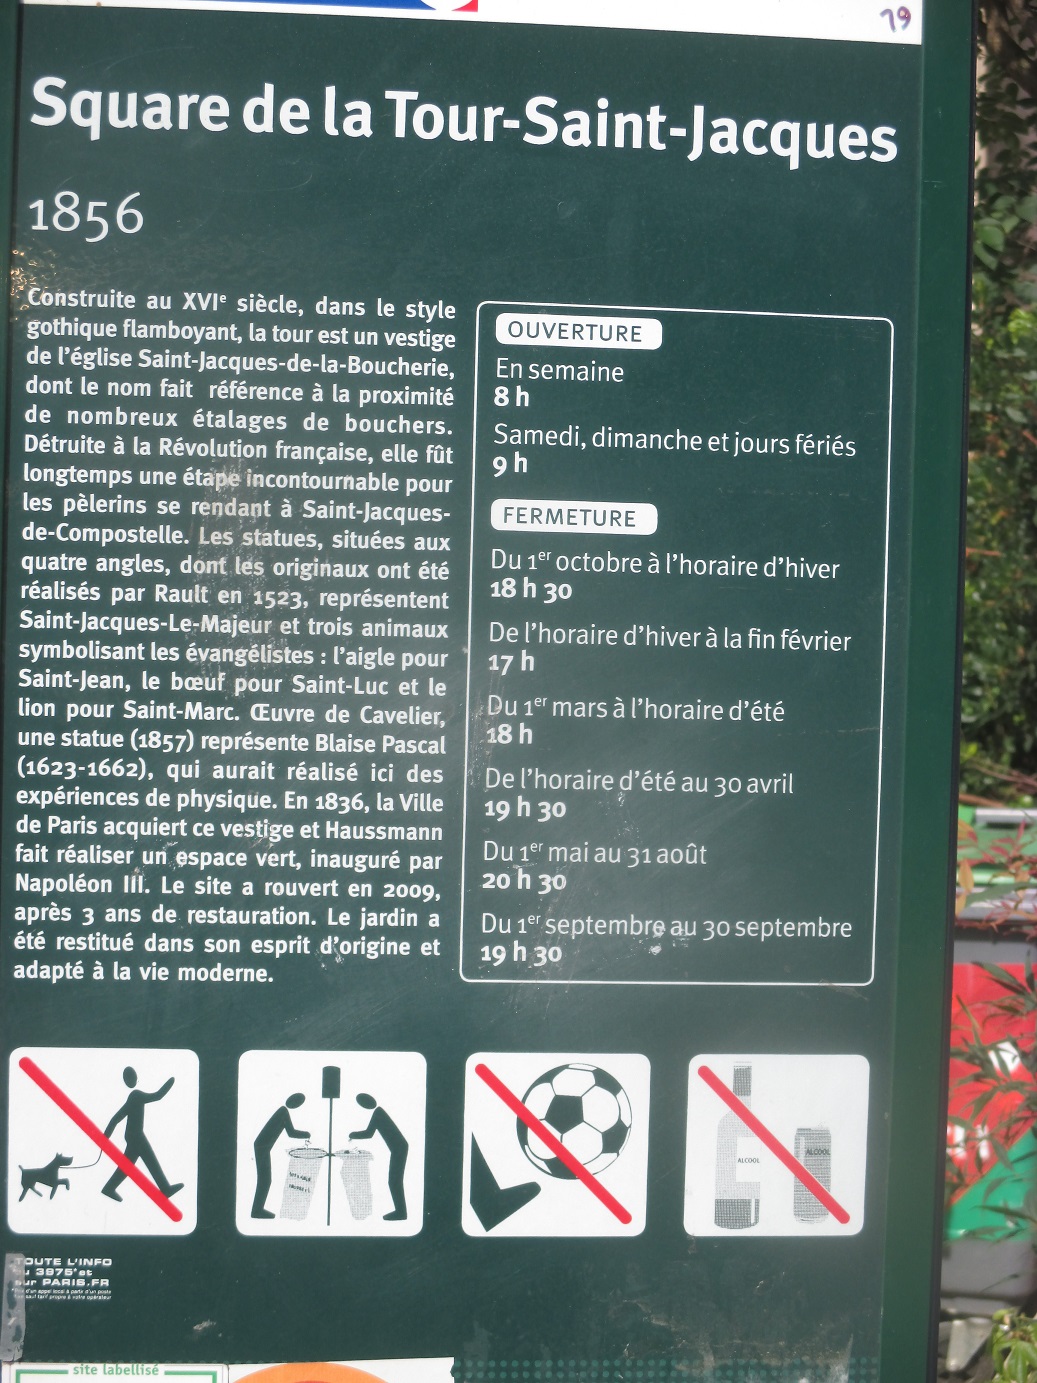 79
Square de la Tour-Saint-Jacques
1856
Construite au XVIe siècle, dans le style
gothique flamboyant, la tour est un vestige
de l'église Saint-Jacques-de-la-Boucherie,
dont le nom fait référence à la proximité
de nombreux étalages de bouchers.
Détruite à la Révolution française, elle fût
longtemps une étape incontournable pour
les pèlerins se rendant à Saint-Jacques-
de-Compostelle. Les statues, situées aux
quatre angles, dont les originaux ont été
réalisés par Rault en 1523, représentent
Saint-Jacques-Le-Majeur et trois animaux
symbolisant les évangélistes : l'aigle pour
Saint-Jean, le bœuf pour Saint-Luc et le
lion pour Saint-Marc. Œuvre de Cavelier,
une statue (1857) représente Blaise Pascal
(1623-1662), qui aurait réalisé ici des
expériences de physique. En 1836, la Ville
de Paris acquiert ce vestige et Haussmann
fait réaliser un espace vert, inauguré par
Napoléon III. Le site a rouvert en 2009,
après 3 ans de restauration. Le jardin a
été restitué dans son esprit d'origine et
adapté à la vie moderne.
OUVERTURE
En semaine
8 h
Samedi, dimanche et jours fériés
9 h
FERMETURE
Du 1er octobre à l'horaire d'hiver
18 h 30
De l'horaire d'hiver à la fin février
17 h
Du 1er mars à l'horaire d'été
18 h
De l'horaire d'été au 30 avril
19 h 30
Du 1er mai au 31 août
20 h 30
Du 1er septembre au 30 septembre
19 h 30
ALCOOL
ALCOOL
TOUTE L'INFO
au 3975* et
sur PARIS.FR
site labellisé